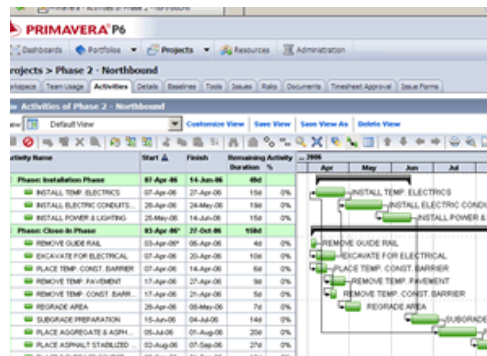 PRIMAVERA P6
Dashboards Portfolios Projects Resources Administration
rojects > Phase 2 - Northbound
orkspace Team Usage Activities Details Baselines Tools Issues Risks Documents Timesheet Approval Issue Forms
Activities of Phase 2 - Northbound
ew Default View Customize View Save View Save View As Delete View
tivity Name Start Finish Remaining Duration Activity % 2006
Apr May Jun Jul
Phase: Installation Phase 07-Apr-06 14-Jun-06 49d
INSTALL TEMP. ELECTRICS 07-Apr-06 27-Apr-06 15d 0% INSTALL TEMP. ELECTRICS
INSTALL ELECTRIC CONDUITS... 28-Apr-06 24-May-06 19d 0% INSTALL ELECTRIC COND
INSTALL POWER & LIGHTING 25-May-06 14-Jun-06 15d 0% INSTALL POWER &
Phase: Close-In Phase 03-Apr-06* 27-Oct-06 150d
REMOVE GUIDE RAIL 03-Apr-06* 06-Apr-06 4d 0% REMOVE GUIDE RAIL
EXCAVATE FOR ELECTRICAL 07-Apr-06 20-Apr-06 10d 0% EXCAVATE FOR ELECTRICAL
PLACE TEMP. CONST. BARRIER 07-Apr-06 14-Apr-06 6d 0% PLACE TEMP. CONST. BARRIER
REMOVE TEMP. PAVEMENT 17-Apr-06 27-Apr-06 9d 0% REMOVE TEMP. PAVEMENT
REMOVE TEMP. CONST. BARR... 17-Apr-06 21-Apr-06 5d 0% REMOVE TEMP. CONST. BARRIER
REGRADE AREA 28-Apr-06 08-May-06 7d 0% REGRADE AREA
SUBGRADE PREPARATION 15-Jun-06 04-Jul-06 14d 0% SUBGRADE
PLACE AGGREGATE & ASPH... 05-Jul-06 01-Aug-06 20d 0%
PLACE ASPHALT STABILIZED ... 02-Aug-06 07-Sep-06 27d 0%